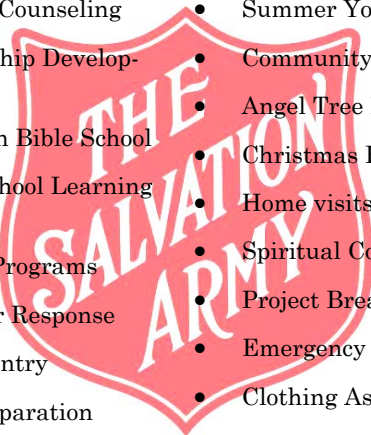 Counseling
hip Develop-
n Bible School
hool Learning
Programs
r Response
ntry
paration
• Summer Yo
• Community
• Angel Tree
• Christmas
• Home visits
• Spiritual Co
• Project Brea
• Emergency
• Clothing As
THE
SALVATION
ARMY